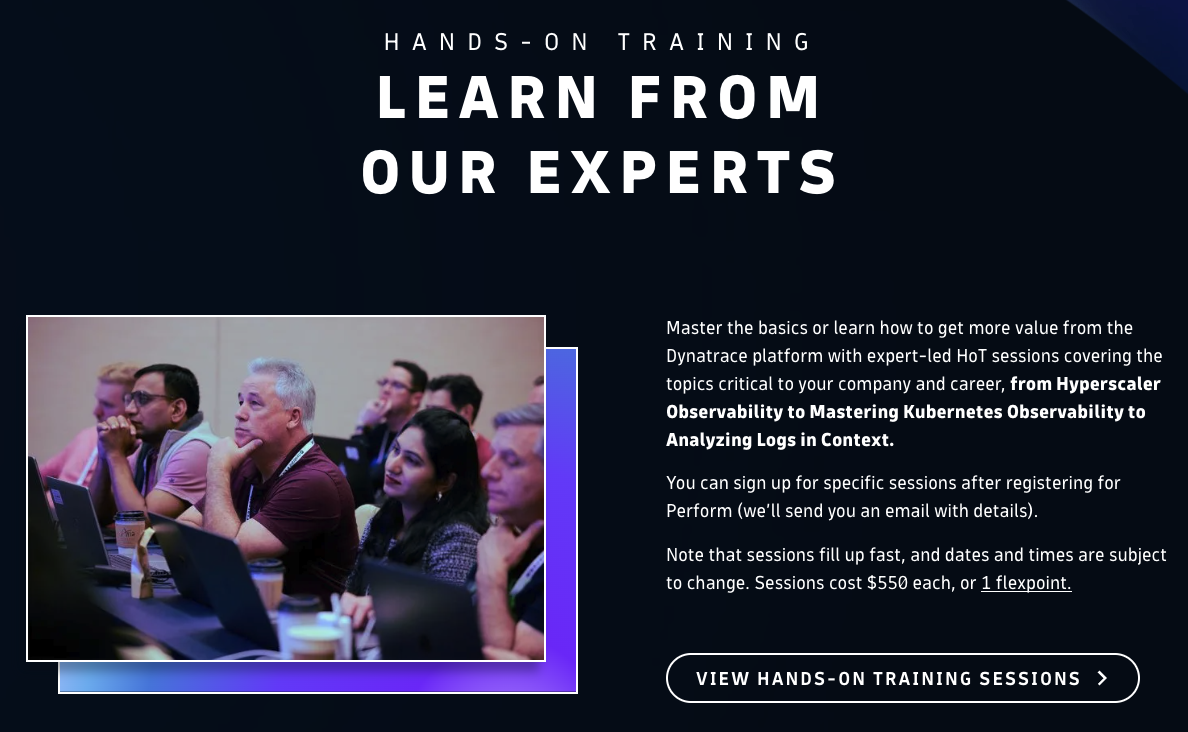 HANDS-ON TRAINING
LEARN FROM
OUR EXPERTS
Master the basics or learn how to get more value from the
Dynatrace platform with expert-led HoT sessions covering the
topics critical to your company and career, from Hyperscaler
Observability to Mastering Kubernetes Observability to
Analyzing Logs in Context.
You can sign up for specific sessions after registering for
Perform (we’ll send you an email with details).
Note that sessions fill up fast, and dates and times are subject
to change. Sessions cost $550 each, or 1 flexpoint.
VIEW HANDS-ON TRAINING SESSIONS